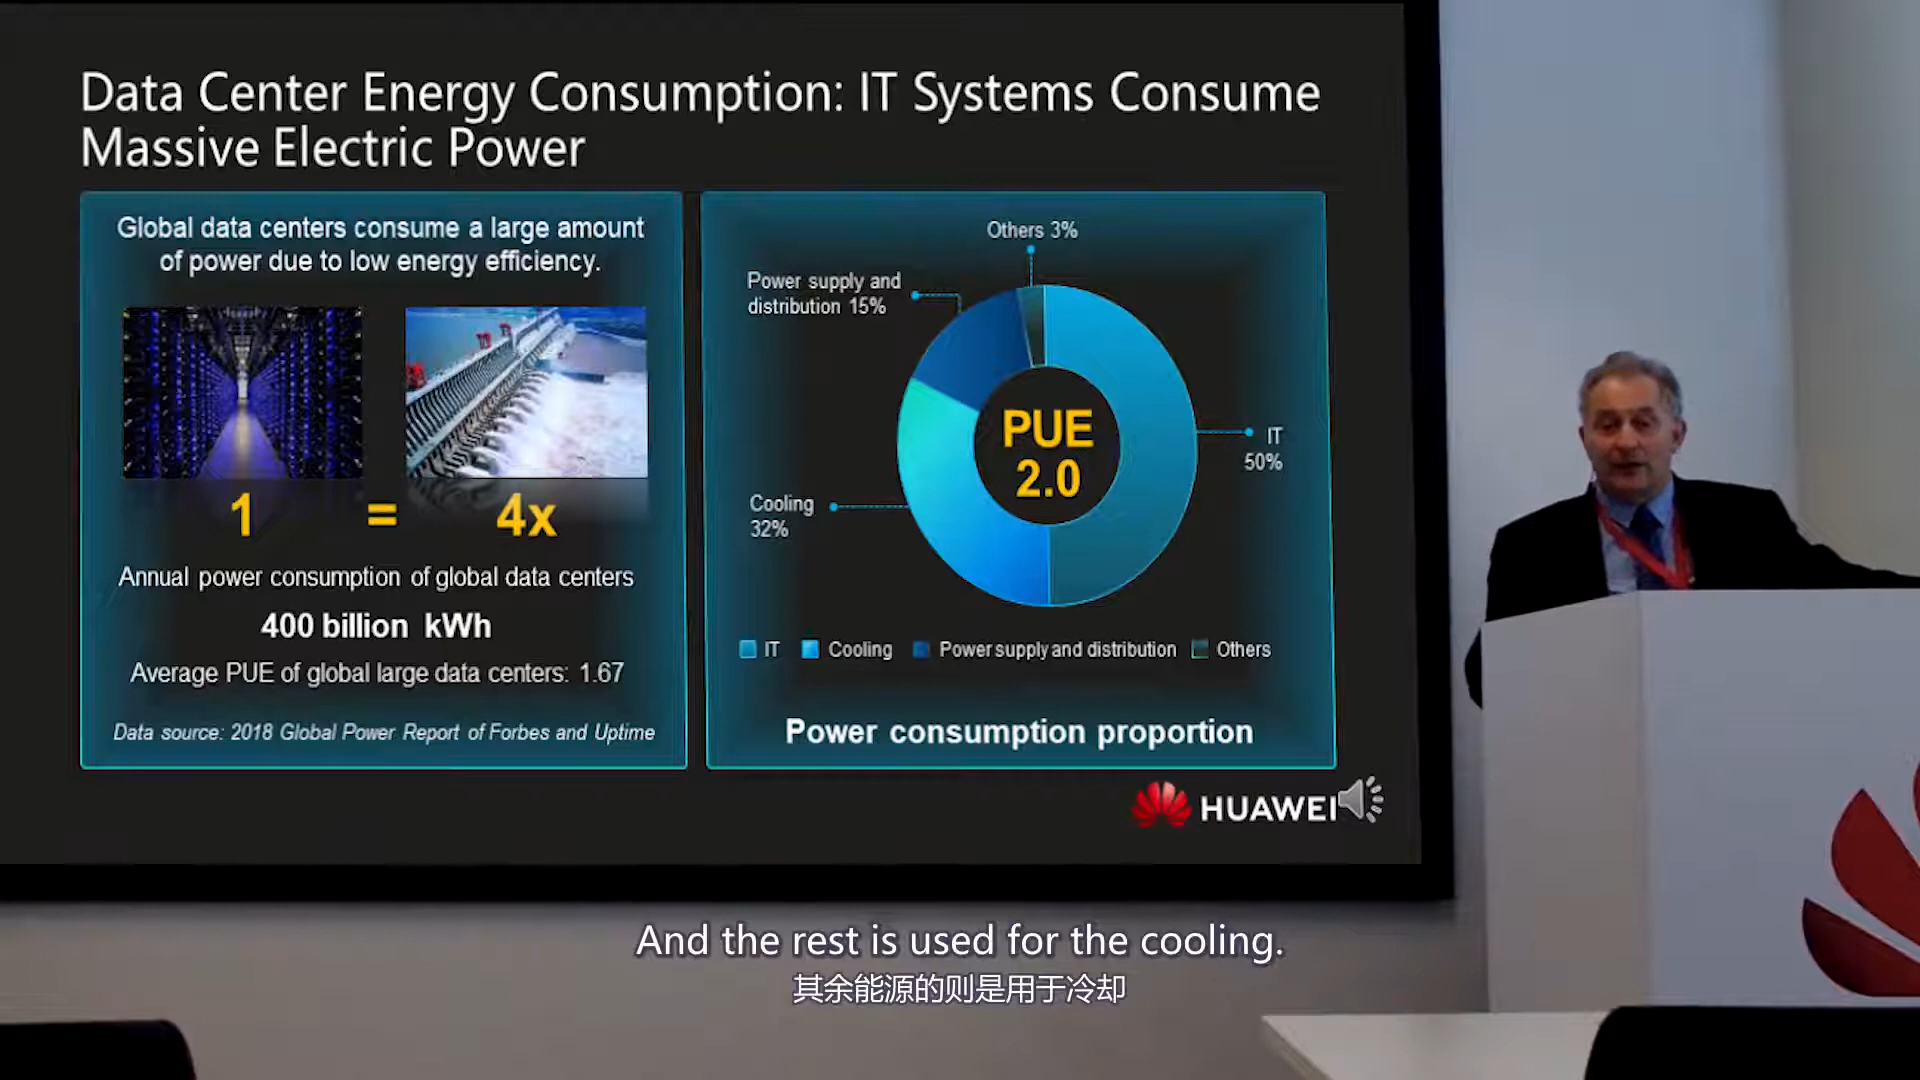 Data Center Energy Consumption: IT Systems Consume
Massive Electric Power
Global data centers consume a large amount
of power due to low energy efficiency.
1 = 4x
Annual power consumption of global data centers
400 billion kWh
Average PUE of global large data centers: 1.67
Data source: 2018 Global Power Report of Forbes and Uptime
Others 3%
Power supply and
distribution 15%
PUE
2.0
IT
50%
Cooling
32%
IT Cooling Power supply and distribution Others
Power consumption proportion
HUAWEI
And the rest is used for the cooling.
其余能源的则是用于冷却